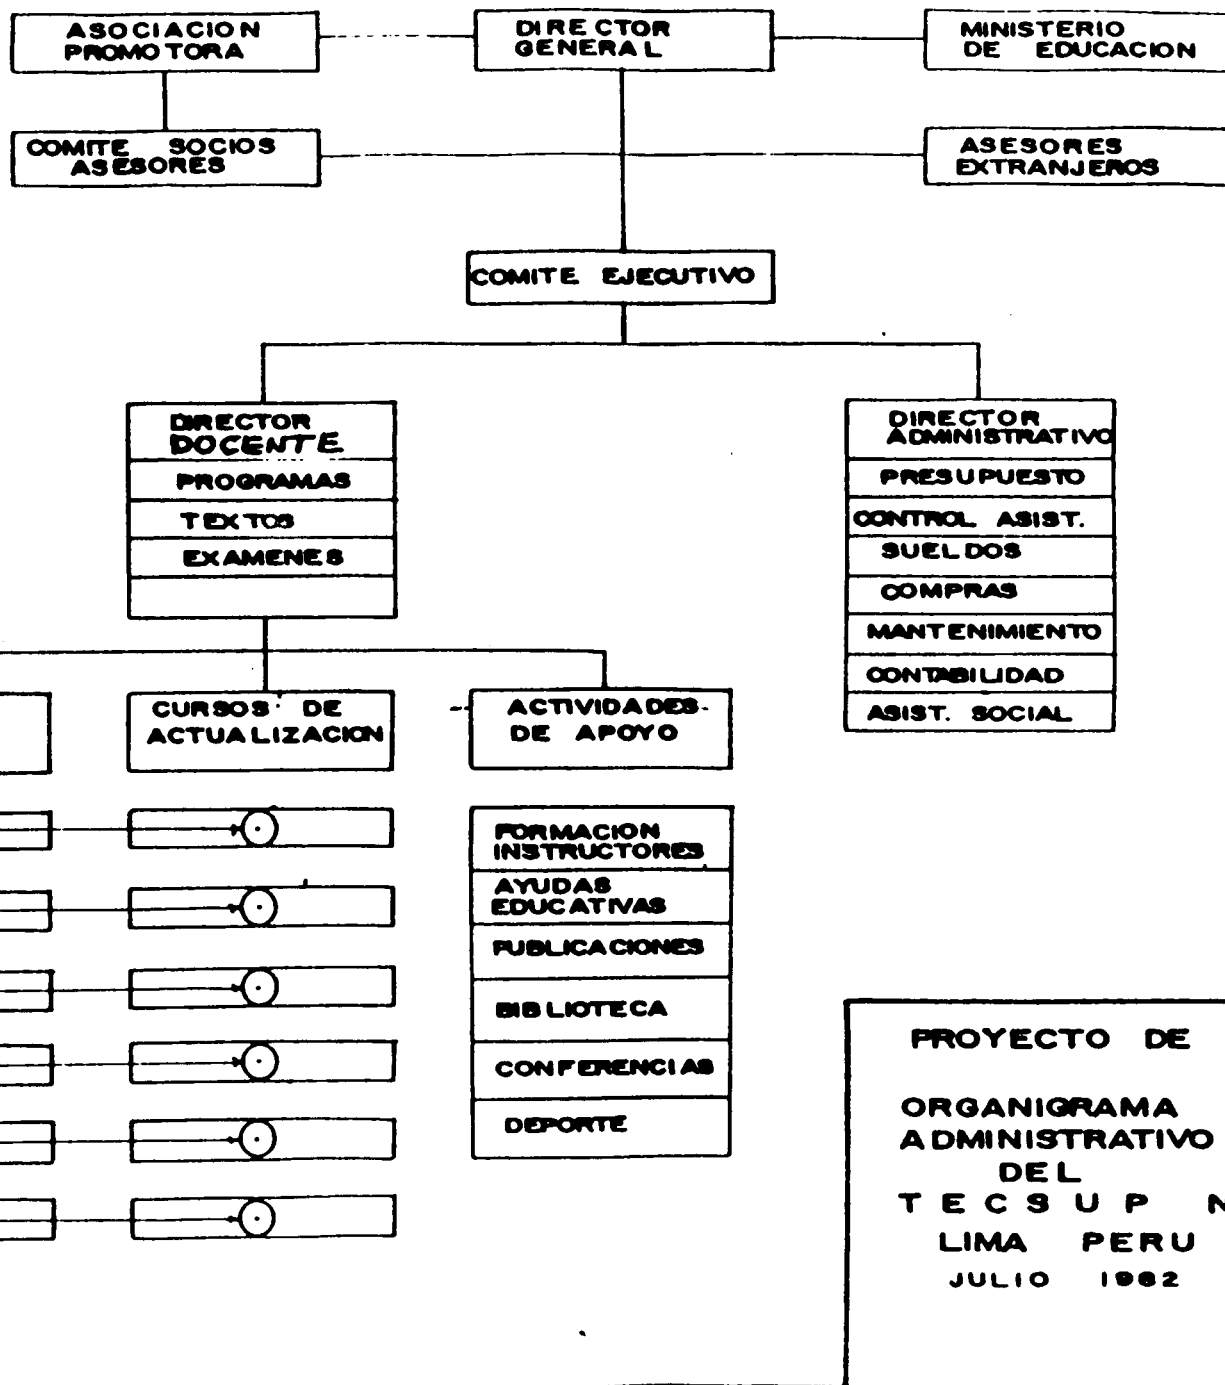 ASOCIACION
PROMOTORA
DIRECTOR
GENERAL
MINISTERIO
DE EDUCACION
COMITE SOCIOS
ASESORES
ASESORES
EXTRANJEROS
COMITE EJECUTIVO
DIRECTOR
DOCENTE
PROGRAMAS
TEXTOS
EXAMENES
DIRECTOR
ADMINISTRATIVO
PRESUPUESTO
CONTROL ASIST.
SUELDOS
COMPRAS
MANTENIMIENTO
CONTABILIDAD
ASIST. SOCIAL
CURSOS DE
ACTUALIZACION
ACTIVIDADES
DE APOYO
FORMACION
INSTRUCTORES
AYUDAS
EDUCATIVAS
PUBLICACIONES
BIBLIOTECA
CONFERENCIAS
DEPORTE
PROYECTO DE
ORGANIGRAMA
ADMINISTRATIVO
DEL
TECSUP N
LIMA PERU
JULIO 1982